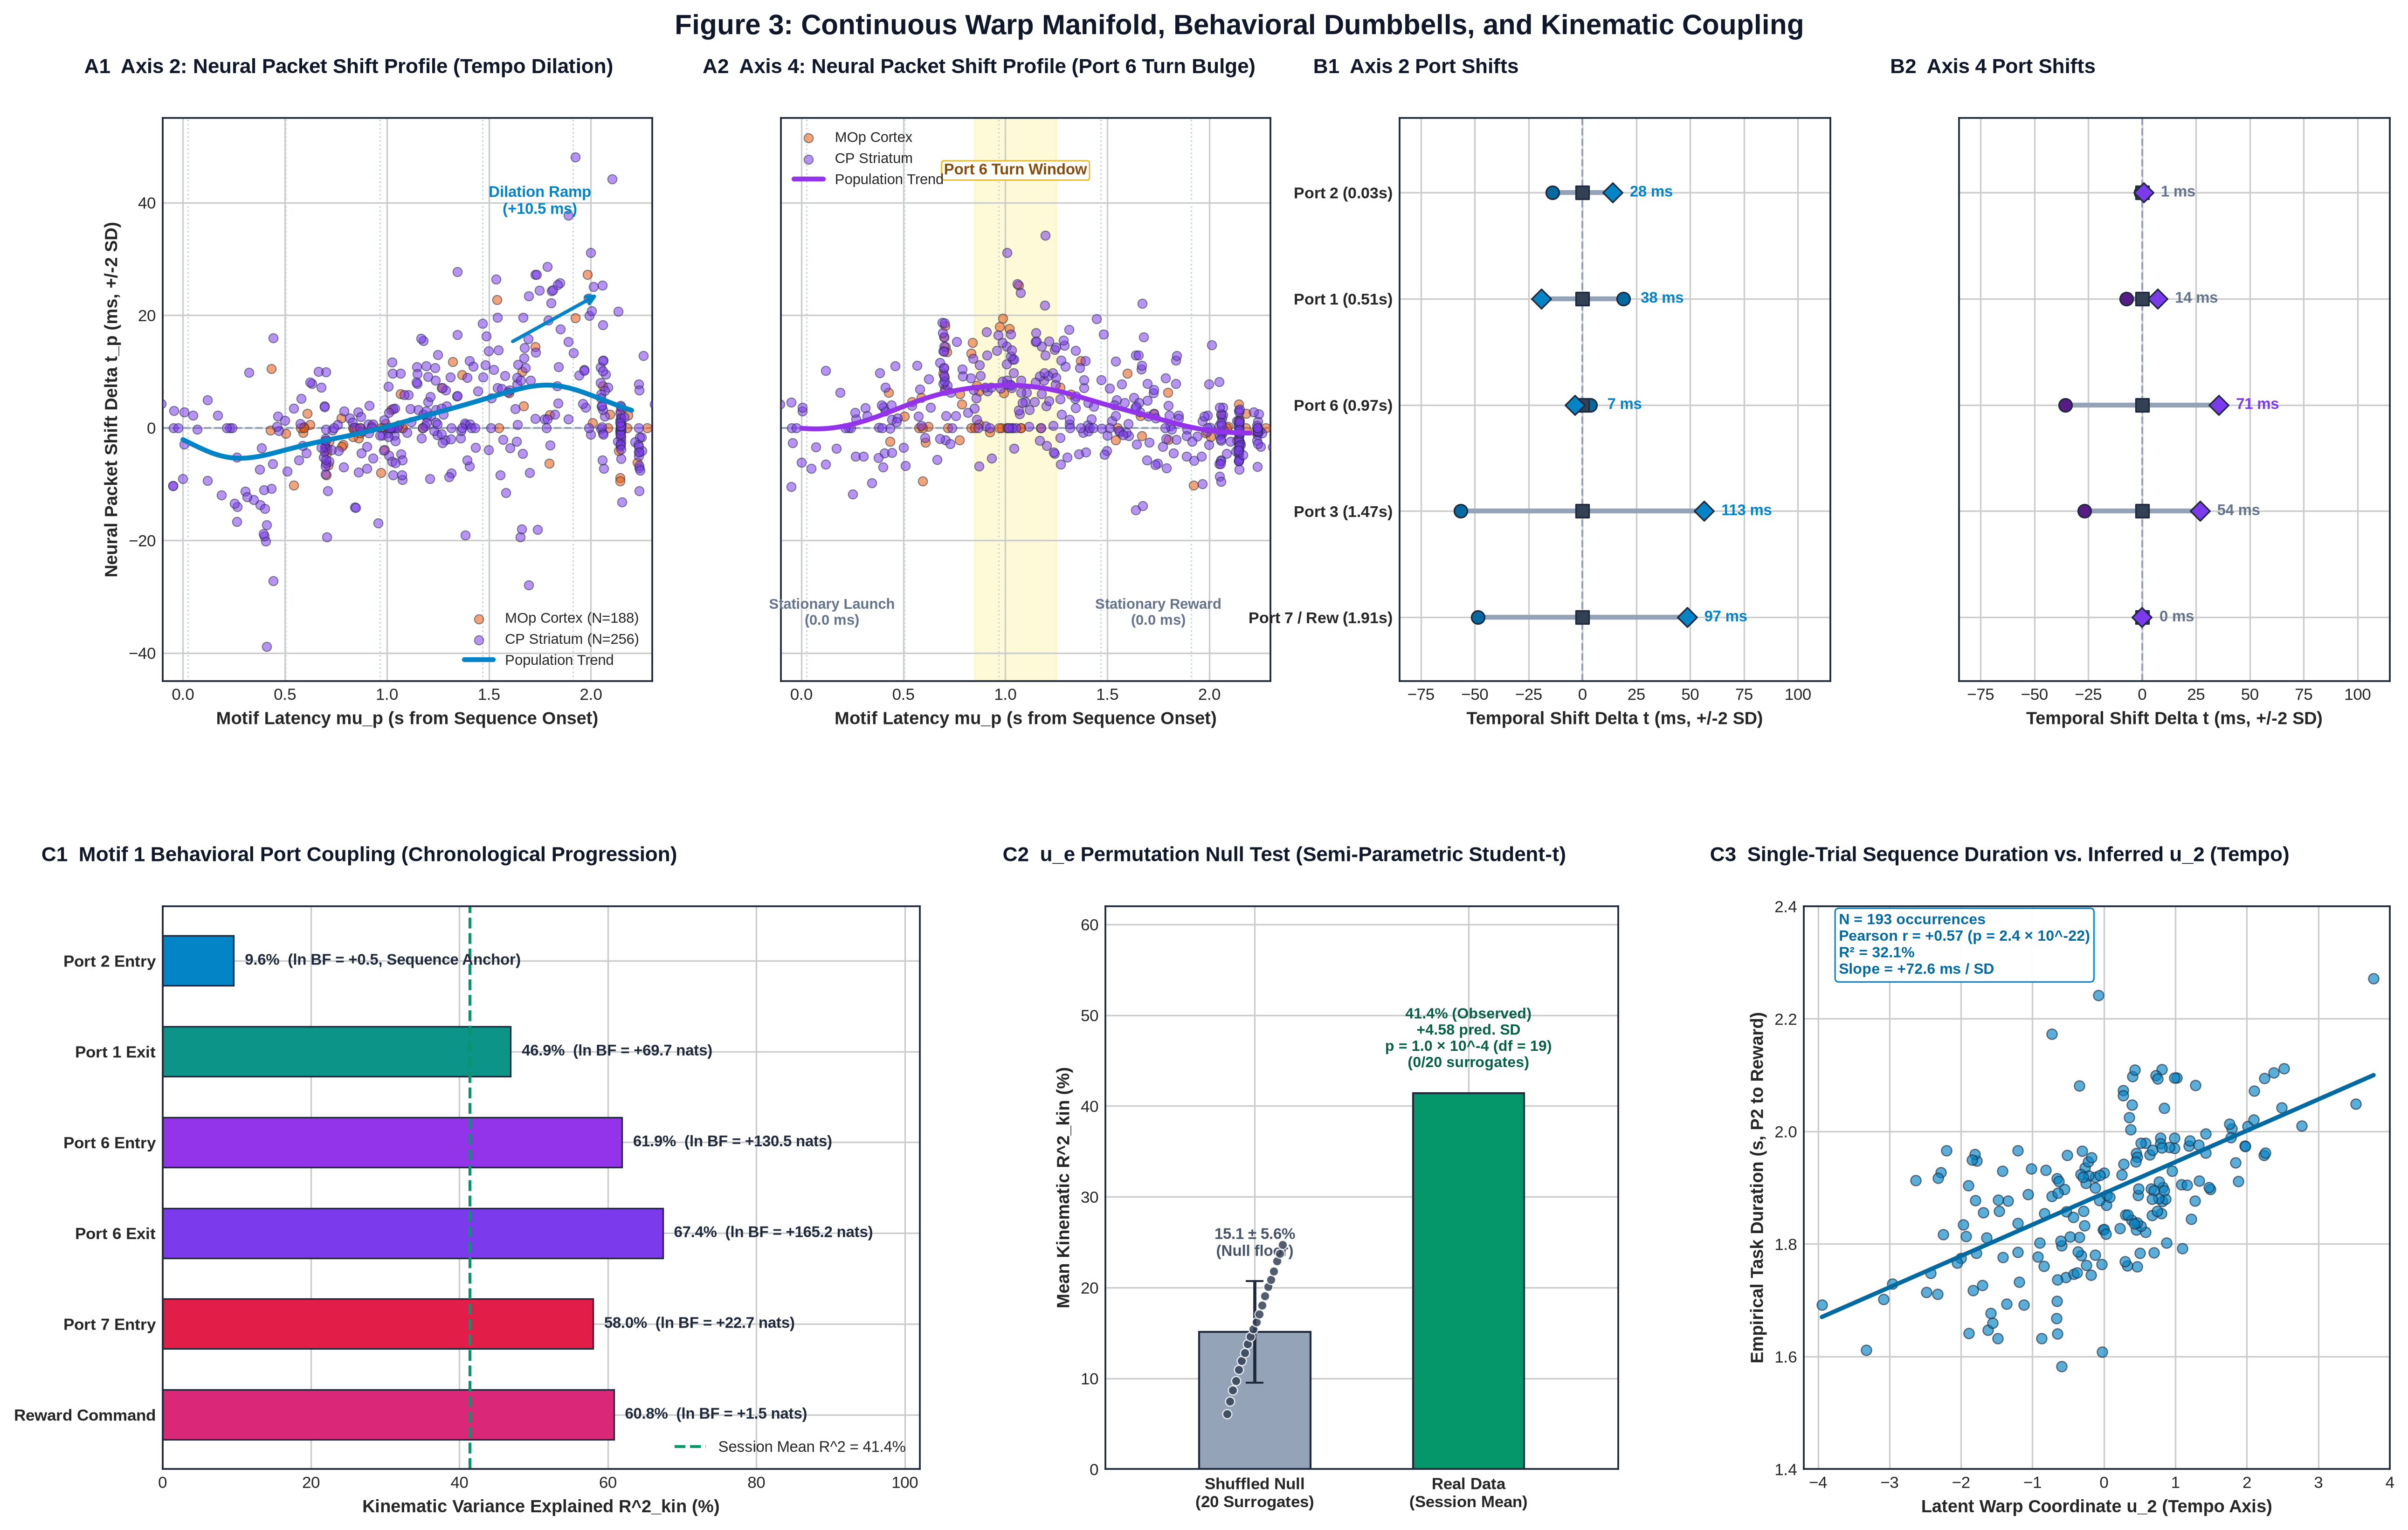 Figure 3: Continuous Warp Manifold, Behavioral Dumbbells, and Kinematic Coupling
A1 Axis 2: Neural Packet Shift Profile (Tempo Dilation)
Neural Packet Shift Delta t_p (ms, +/-2 SD)
40
20
0
−20
−40
Dilation Ramp
(+10.5 ms)
MOp Cortex (N=188)
CP Striatum (N=256)
Population Trend
0.0
0.5
1.0
1.5
2.0
Motif Latency mu_p (s from Sequence Onset)
A2 Axis 4: Neural Packet Shift Profile (Port 6 Turn Bulge)
MOp Cortex
CP Striatum
Population Trend
Port 6 Turn Window
Stationary Launch
(0.0 ms)
Stationary Reward
(0.0 ms)
0.0
0.5
1.0
1.5
2.0
Motif Latency mu_p (s from Sequence Onset)
B1 Axis 2 Port Shifts
Port 2 (0.03s)
28 ms
Port 1 (0.51s)
38 ms
Port 6 (0.97s)
7 ms
Port 3 (1.47s)
113 ms
Port 7 / Rew (1.91s)
97 ms
−75
−50
−25
0
25
50
75
100
Temporal Shift Delta t (ms, +/-2 SD)
B2 Axis 4 Port Shifts
1 ms
14 ms
71 ms
54 ms
0 ms
−75
−50
−25
0
25
50
75
100
Temporal Shift Delta t (ms, +/-2 SD)
C1 Motif 1 Behavioral Port Coupling (Chronological Progression)
Port 2 Entry
9.6% (ln BF = +0.5, Sequence Anchor)
Port 1 Exit
46.9% (ln BF = +69.7 nats)
Port 6 Entry
61.9% (ln BF = +130.5 nats)
Port 6 Exit
67.4% (ln BF = +165.2 nats)
Port 7 Entry
58.0% (ln BF = +22.7 nats)
Reward Command
60.8% (ln BF = +1.5 nats)
Session Mean R^2 = 41.4%
0
20
40
60
80
100
Kinematic Variance Explained R^2_kin (%)
C2 u_e Permutation Null Test (Semi-Parametric Student-t)
Mean Kinematic R^2_kin (%)
60
50
40
30
20
10
0
41.4% (Observed)
+4.58 pred. SD
p = 1.0 × 10^-4 (df = 19)
(0/20 surrogates)
15.1 ± 5.6%
(Null floor)
Shuffled Null
(20 Surrogates)
Real Data
(Session Mean)
C3 Single-Trial Sequence Duration vs. Inferred u_2 (Tempo)
Empirical Task Duration (s, P2 to Reward)
2.4
2.2
2.0
1.8
1.6
1.4
N = 193 occurrences
Pearson r = +0.57 (p = 2.4 × 10^-22)
R² = 32.1%
Slope = +72.6 ms / SD
−4
−3
−2
−1
0
1
2
3
4
Latent Warp Coordinate u_2 (Tempo Axis)